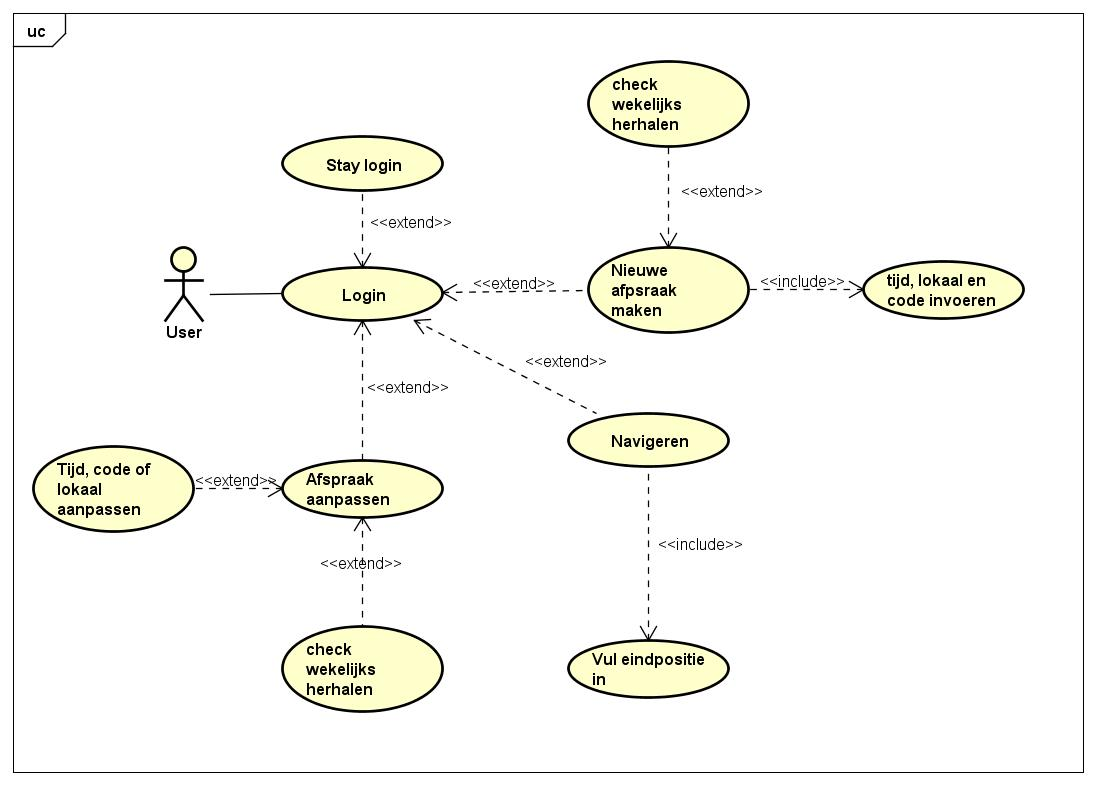 uc
check
wekelijks
herhalen
Stay login
<<extend>>
<<extend>>
Login
<<extend>>
Nieuwe
afpsraak
maken
<<include>>
tijd, lokaal en
code invoeren
User
<<extend>>
<<extend>>
Navigeren
Tijd, code of
lokaal
aanpassen
<<extend>>
Afspraak
aanpassen
<<include>>
<<extend>>
check
wekelijks
herhalen
Vul eindpositie
in